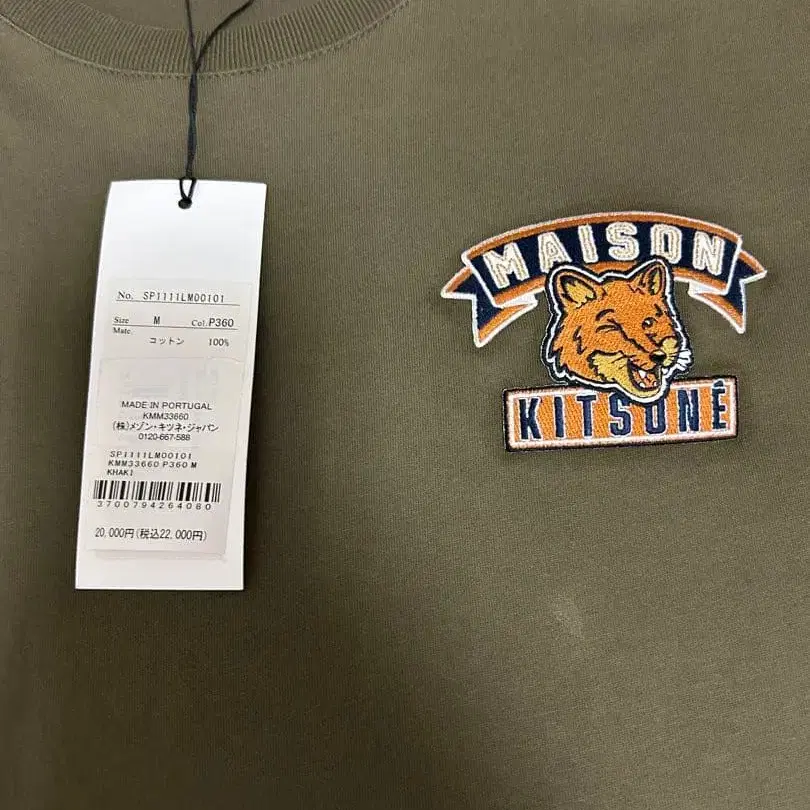 No. SP1111LM00101
Size M Col. P360
Mate.
コットン 100%
MADE IN PORTUGAL
KMM33660
(株)メゾン・キツネ・ジャパン
0120-667-588
SP1111LM00101
KMM33660 P360 M
KHAKI
3700794264080
20,000円(税込22,000円)
MAISON
KITSUNÉ